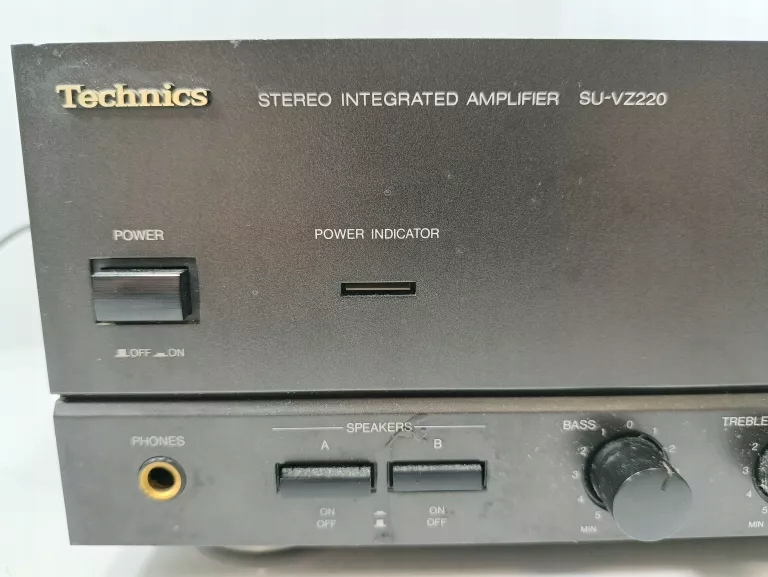 Technics STEREO INTEGRATED AMPLIFIER SU-VZ220
POWER POWER INDICATOR
OFF ON
PHONES
SPEAKERS
A B
ON ON
OFF OFF
BASS
1 0 1
2 2
3
4
5
MIN
TREBLE
2
3
4
5
MIN